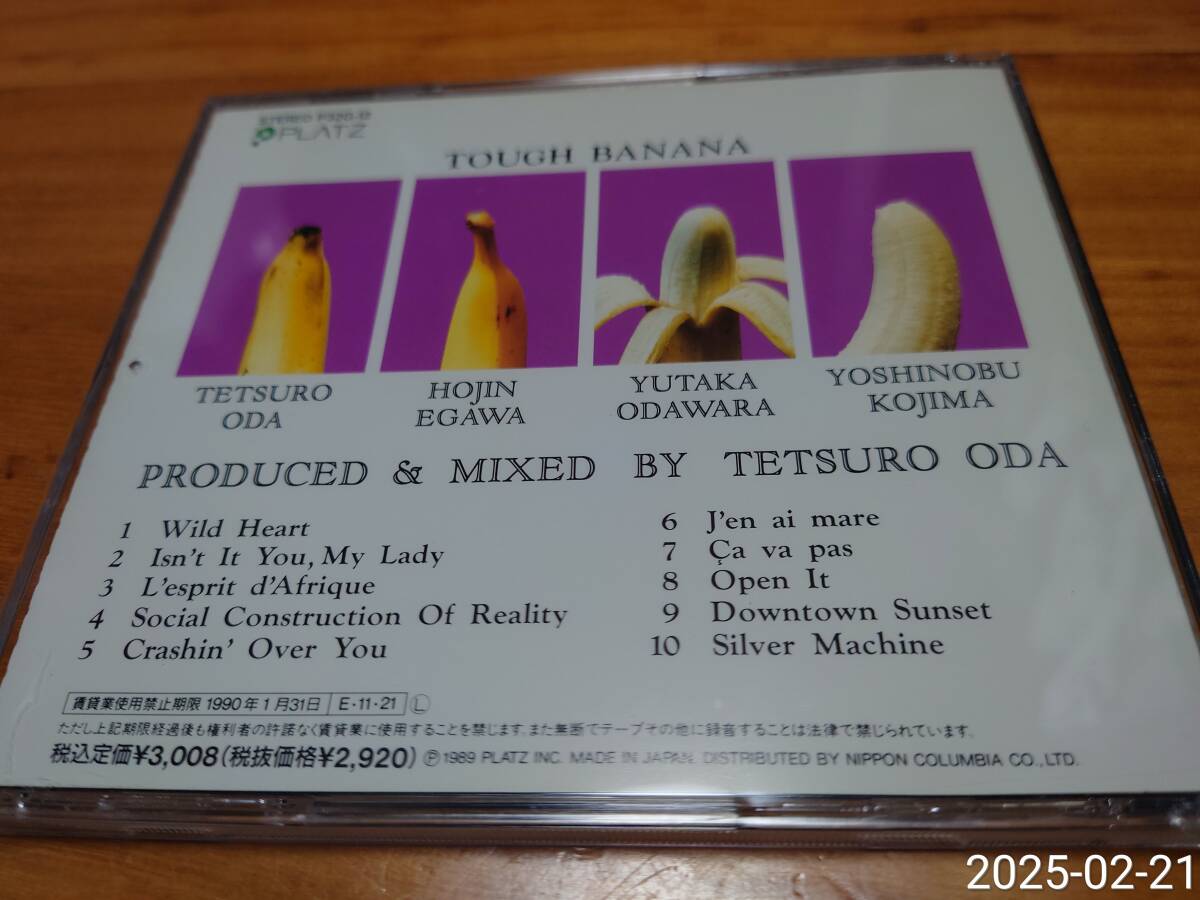 STEREO P32G-12
PLATZ
TOUGH BANANA
TETSURO
ODA
HOJIN
EGAWA
YUTAKA
ODAWARA
YOSHINOBU
KOJIMA
PRODUCED & MIXED BY TETSURO ODA
1 Wild Heart
2 Isn't It You, My Lady
3 L'esprit d'Afrique
4 Social Construction Of Reality
5 Crashin' Over You
6 J'en ai mare
7 Ça va pas
8 Open It
9 Downtown Sunset
10 Silver Machine
賃貸業使用禁止期限 1990年1月31日 E・11・21 Ⓛ
ただし上記期限経過後も権利者の許諾なく賃貸業に使用することを禁じます。また無断でテープその他に録音することは法律で禁じられています。
税込定価¥3,008(税抜価格¥2,920) Ⓟ1989 PLATZ INC. MADE IN JAPAN. DISTRIBUTED BY NIPPON COLUMBIA CO.,LTD.
2025-02-21